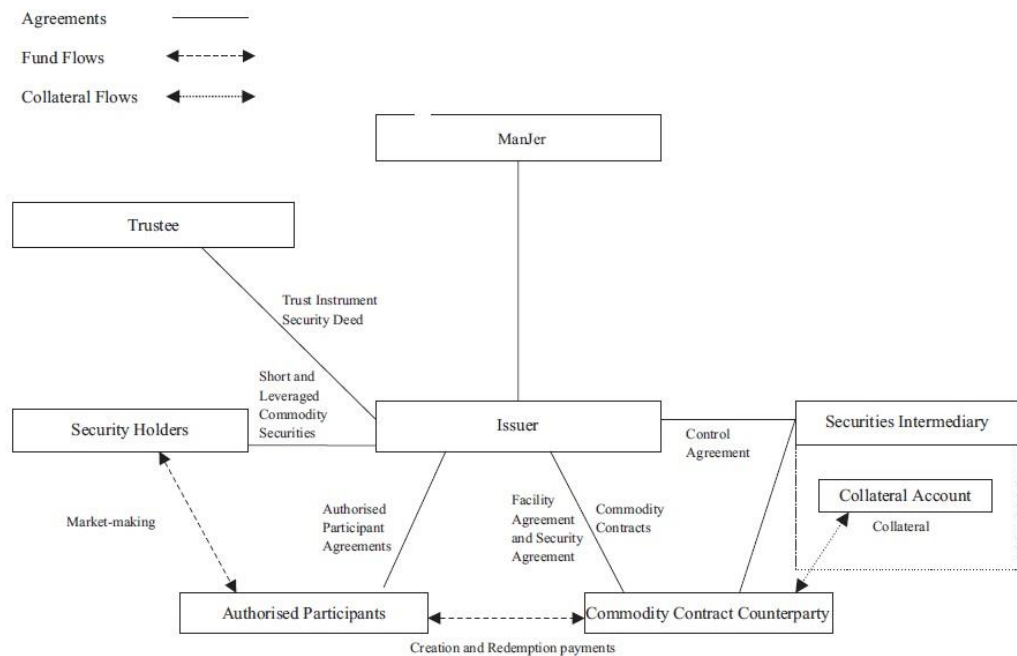 Agreements
Fund Flows
Collateral Flows
ManJer
Trustee
Trust Instrument
Security Deed
Short and
Leveraged
Commodity
Securities
Security Holders
Issuer
Control
Agreement
Securities Intermediary
Collateral Account
Collateral
Market-making
Authorised
Participant
Agreements
Facility
Agreement
and Security
Agreement
Commodity
Contracts
Authorised Participants
Commodity Contract Counterparty
Creation and Redemption payments